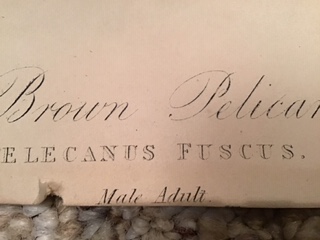 Brown Pelican
ELECANUS FUSCUS.
Male Adult.